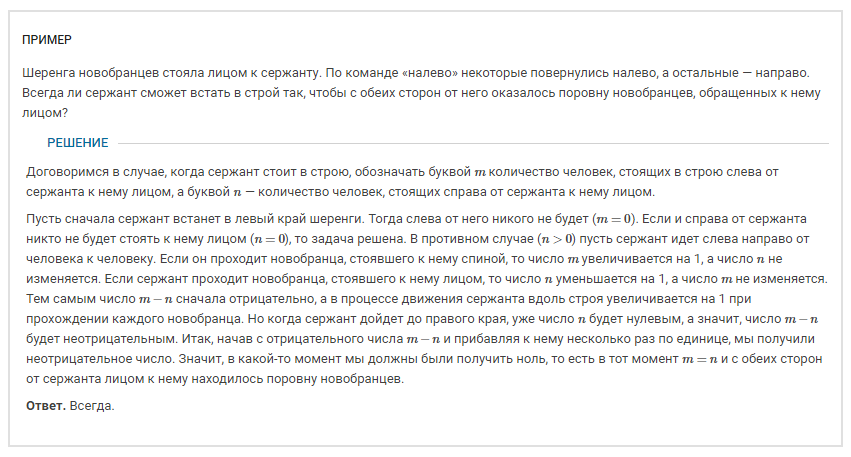 ПРИМЕР
Шеренга новобранцев стояла лицом к сержанту. По команде «налево» некоторые повернулись налево, а остальные — направо.
Всегда ли сержант сможет встать в строй так, чтобы с обеих сторон от него оказалось поровну новобранцев, обращенных к нему
лицом?
РЕШЕНИЕ
Договоримся в случае, когда сержант стоит в строю, обозначать буквой m количество человек, стоящих в строю слева от
сержанта к нему лицом, а буквой n — количество человек, стоящих справа от сержанта к нему лицом.
Пусть сначала сержант встанет в левый край шеренги. Тогда слева от него никого не будет (m = 0). Если и справа от сержанта
никто не будет стоять к нему лицом (n = 0), то задача решена. В противном случае (n > 0) пусть сержант идет слева направо от
человека к человеку. Если он проходит новобранца, стоявшего к нему спиной, то число m увеличивается на 1, а число n не
изменяется. Если сержант проходит новобранца, стоявшего к нему лицом, то число n уменьшается на 1, а число m не изменяется.
Тем самым число m − n сначала отрицательно, а в процессе движения сержанта вдоль строя увеличивается на 1 при
прохождении каждого новобранца. Но когда сержант дойдет до правого края, уже число n будет нулевым, а значит, число m − n
будет неотрицательным. Итак, начав с отрицательного числа m − n и прибавляя к нему несколько раз по единице, мы получили
неотрицательное число. Значит, в какой-то момент мы должны были получить ноль, то есть в тот момент m = n и с обеих сторон
от сержанта лицом к нему находилось поровну новобранцев.
Ответ. Всегда.